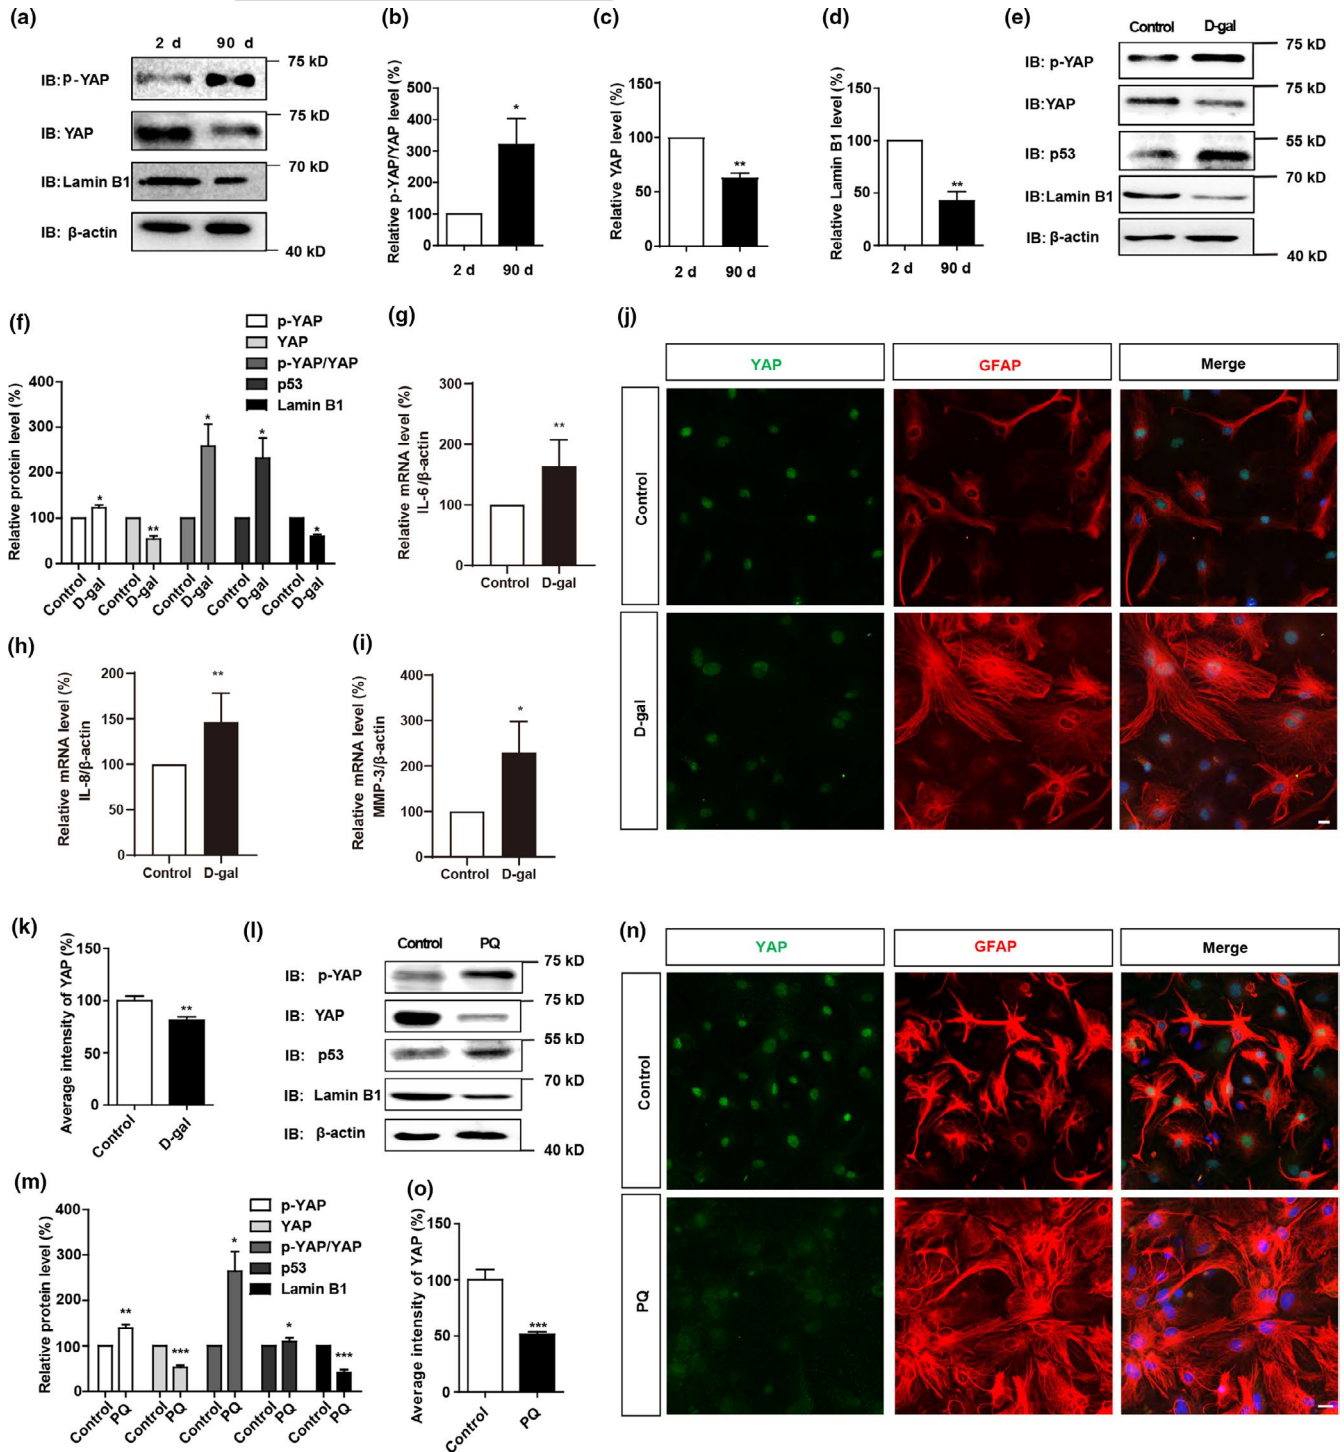 (a)
2 d 90 d
IB: p-YAP
75 kD
IB: YAP
75 kD
IB: Lamin B1
70 kD
IB: β-actin
40 kD
(b)
Relative p-YAP/YAP level (%)
500
400
300
200
100
0
*
2 d 90 d
(c)
Relative YAP level (%)
150
100
50
0
**
2 d 90 d
(d)
Relative Lamin B1 level (%)
150
100
50
0
**
2 d 90 d
(e)
Control D-gal
IB: p-YAP
75 kD
IB: YAP
75 kD
IB: p53
55 kD
IB: Lamin B1
70 kD
IB: β-actin
40 kD
(f)
p-YAP
YAP
p-YAP/YAP
p53
Lamin B1
Relative protein level (%)
400
300
200
100
0
* ** * * *
Control D-gal Control D-gal Control D-gal Control D-gal Control D-gal
(g)
Relative mRNA level (%)
IL-6/β-actin
300
200
100
0
**
Control D-gal
(h)
Relative mRNA level (%)
IL-8/β-actin
200
150
100
50
0
**
Control D-gal
(i)
Relative mRNA level (%)
MMP-3/β-actin
400
300
200
100
0
*
Control D-gal
(j)
YAP GFAP Merge
Control
D-gal
(k)
Average intensity of YAP (%)
150
100
50
0
**
Control D-gal
(l)
Control PQ
IB: p-YAP
75 kD
IB: YAP
75 kD
IB: p53
55 kD
IB: Lamin B1
70 kD
IB: β-actin
40 kD
(m)
p-YAP
YAP
p-YAP/YAP
p53
Lamin B1
Relative protein level (%)
400
300
200
100
0
** *** * * ***
Control PQ Control PQ Control PQ Control PQ Control PQ
(o)
Average intensity of YAP (%)
150
100
50
0
***
Control PQ
(n)
YAP GFAP Merge
Control
PQ